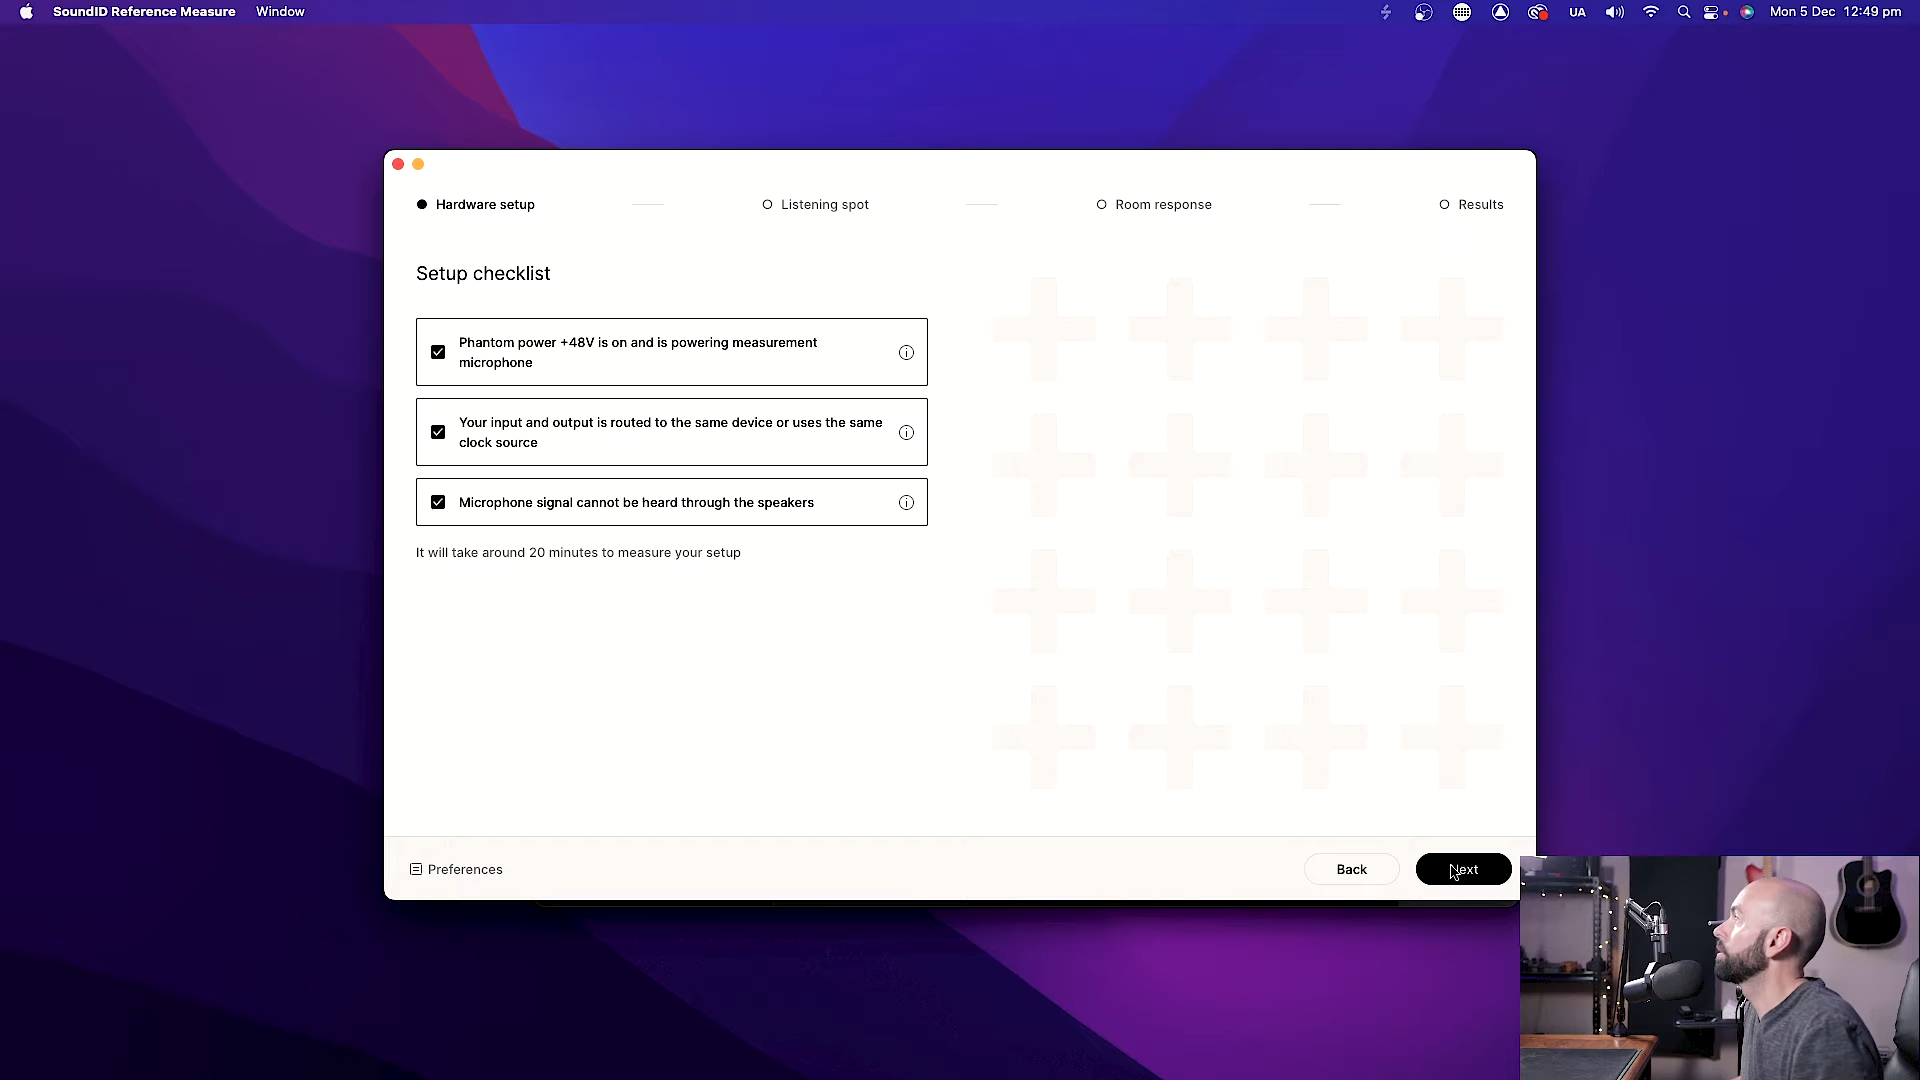 SoundID Reference Measure Window UA Mon 5 Dec 12:49 pm
Hardware setup Listening spot Room response Results
Setup checklist
Phantom power +48V is on and is powering measurement
microphone
Your input and output is routed to the same device or uses the same
clock source
Microphone signal cannot be heard through the speakers
It will take around 20 minutes to measure your setup
Preferences Back Next